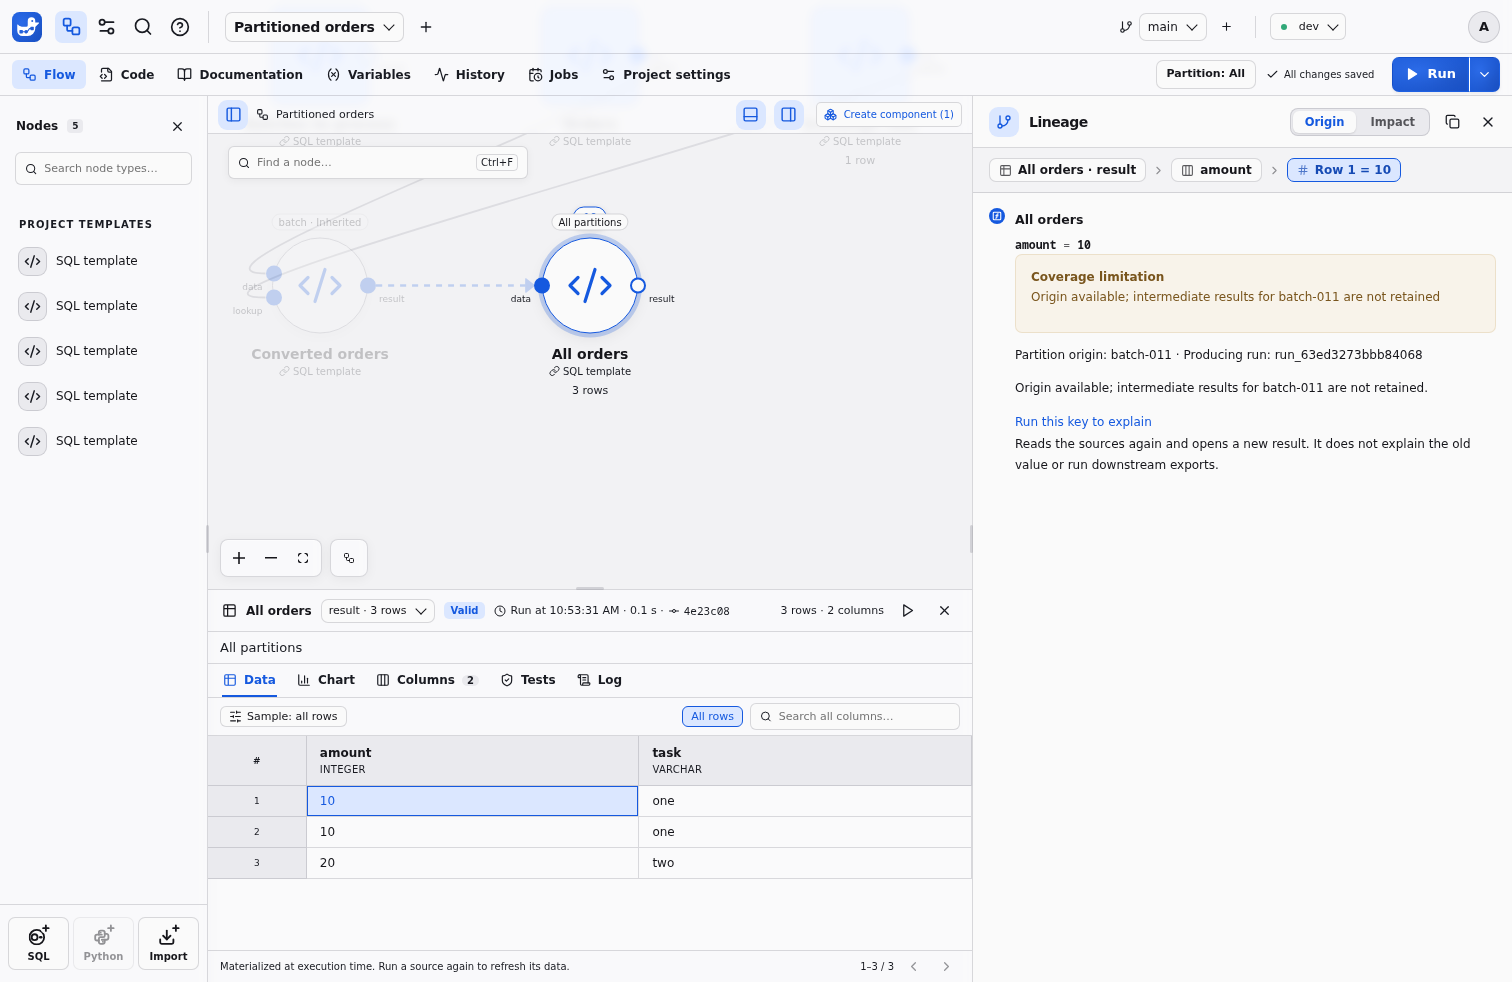 Partitioned orders
main
dev
A
Flow
Code
Documentation
Variables
History
Jobs
Project settings
Partition: All
All changes saved
Run
Nodes 5
Search node types...
PROJECT TEMPLATES
SQL template
SQL template
SQL template
SQL template
SQL template
SQL
Python
Import
Partitioned orders
Create component (1)
SQL template
SQL template
SQL template
1 row
Find a node...
Ctrl+F
batch · Inherited
All partitions
data
lookup
result
data
result
Converted orders
SQL template
All orders
SQL template
3 rows
All orders
result · 3 rows
Valid
Run at 10:53:31 AM · 0.1 s · 4e23c08
3 rows · 2 columns
All partitions
Data
Chart
Columns 2
Tests
Log
Sample: all rows
All rows
Search all columns...
# amount task
INTEGER VARCHAR
1 10 one
2 10 one
3 20 two
Materialized at execution time. Run a source again to refresh its data.
1–3 / 3
Lineage
Origin
Impact
All orders · result
amount
Row 1 = 10
All orders
amount = 10
Coverage limitation
Origin available; intermediate results for batch-011 are not retained
Partition origin: batch-011 · Producing run: run_63ed3273bbb84068
Origin available; intermediate results for batch-011 are not retained.
Run this key to explain
Reads the sources again and opens a new result. It does not explain the old
value or run downstream exports.